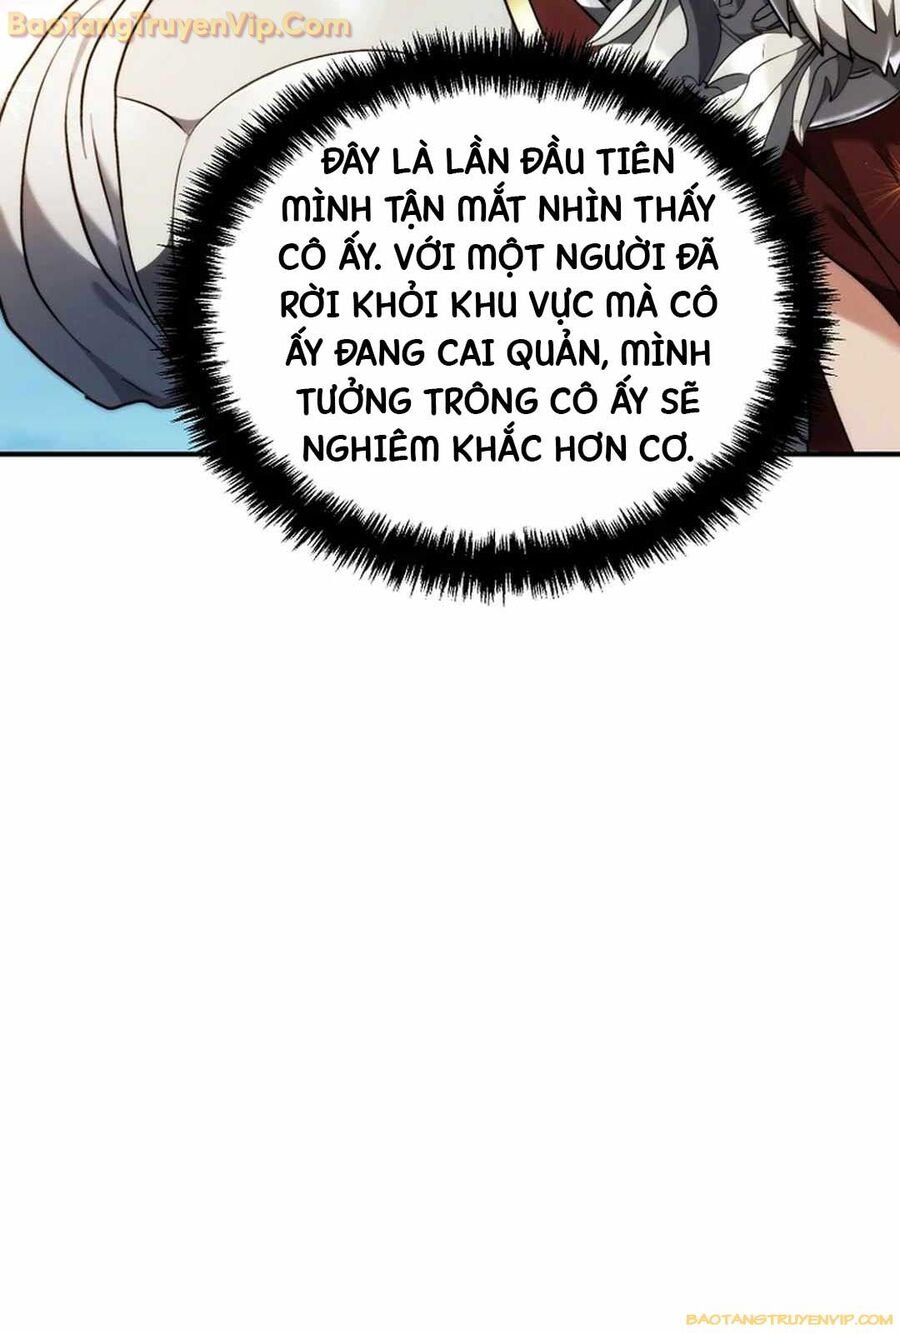 BaoTangTruyenVip.Com
ĐÂY LÀ LẦN ĐẦU TIÊN
MÌNH TẬN MẮT NHÌN THẤY
CÔ ẤY. VỚI MỘT NGƯỜI ĐÃ
RỜI KHỎI KHU VỰC MÀ CÔ
ẤY ĐANG CAI QUẢN, MÌNH
TƯỞNG TRÔNG CÔ ẤY SẼ
NGHIÊM KHẮC HƠN CƠ.
BAOTANGTRUYENVIP.COM